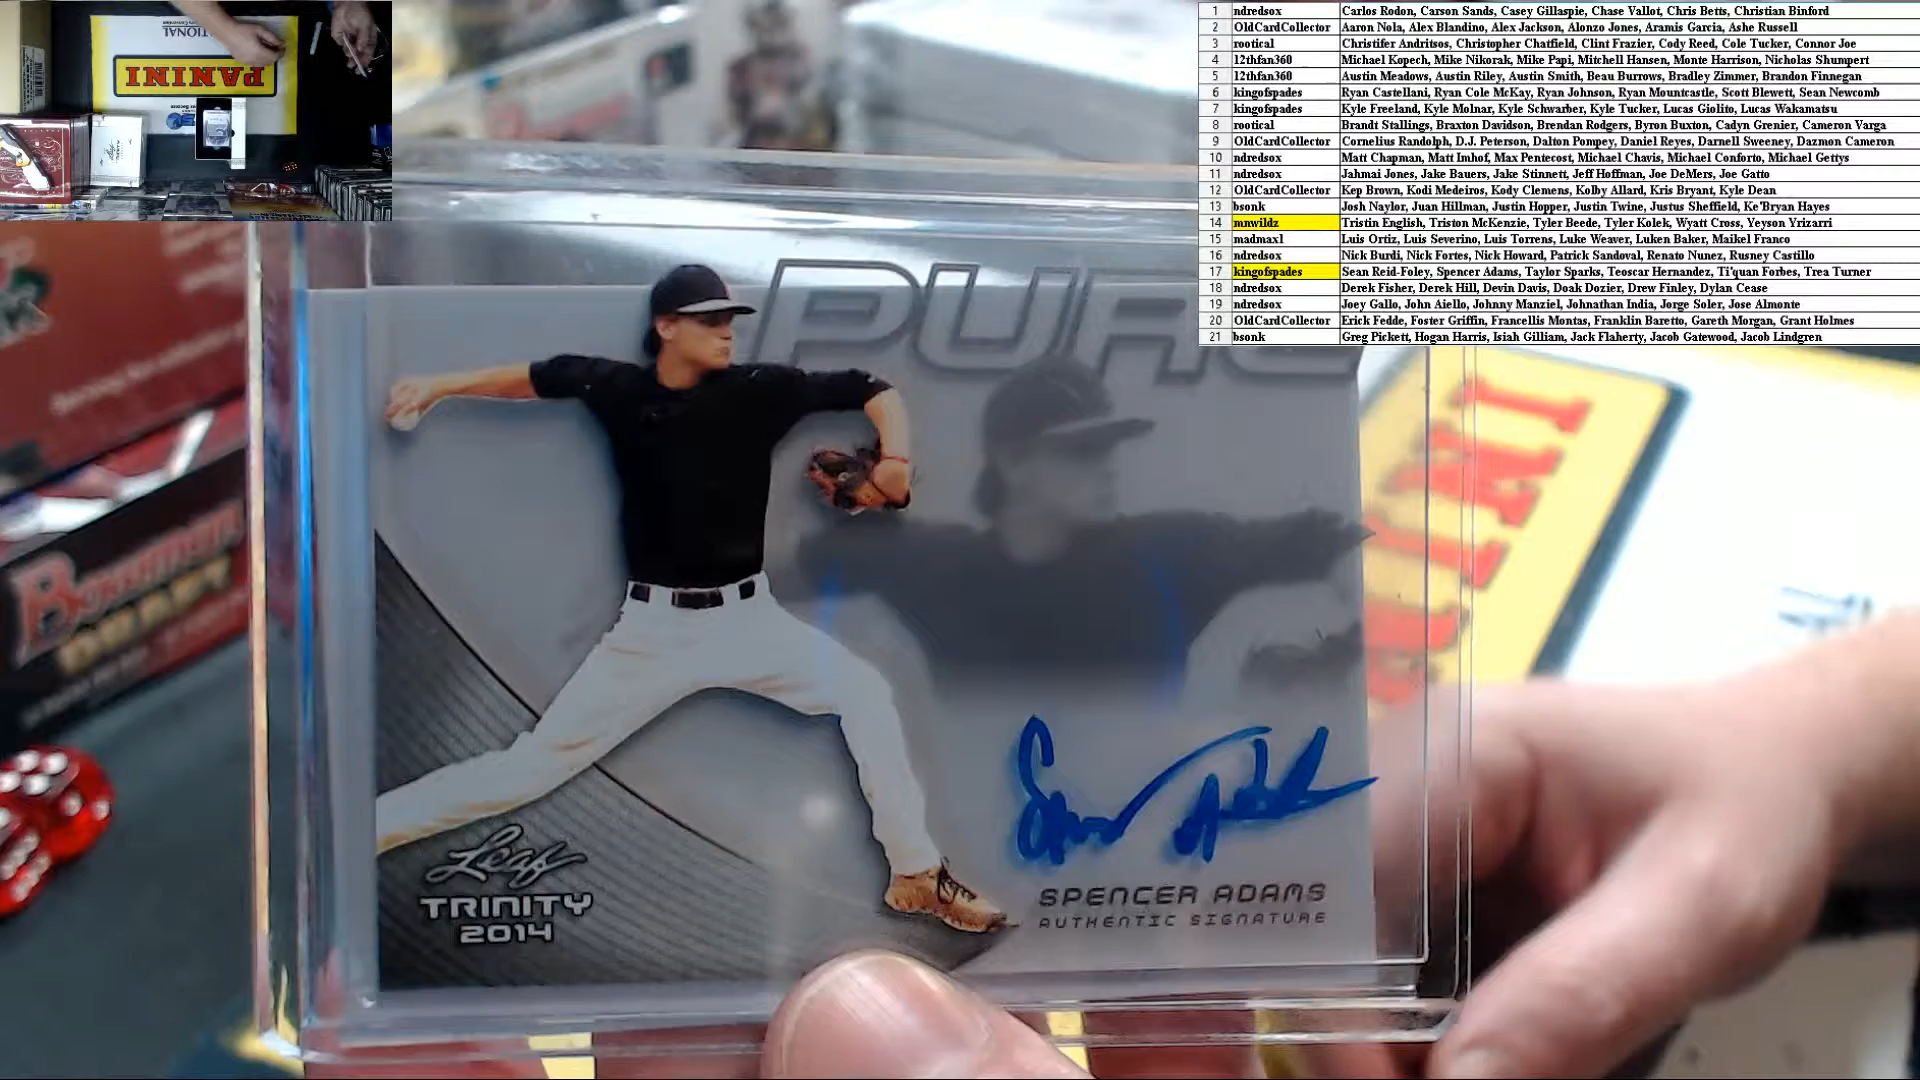 1 ndredsox Carlos Rodon, Carson Sands, Casey Gillaspie, Chase Vallot, Chris Betts, Christian Binford
2 OldCardCollector Aaron Nola, Alex Blandino, Alex Jackson, Alonzo Jones, Aramis Garcia, Ashe Russell
3 rootical Christifer Andritsos, Christopher Chatfield, Clint Frazier, Cody Reed, Cole Tucker, Connor Joe
4 12thfan360 Michael Kopech, Mike Nikorak, Mike Papi, Mitchell Hansen, Monte Harrison, Nicholas Shumpert
5 12thfan360 Austin Meadows, Austin Riley, Austin Smith, Beau Burrows, Bradley Zimmer, Brandon Finnegan
6 kingofspades Ryan Castellani, Ryan Cole McKay, Ryan Johnson, Ryan Mountcastle, Scott Blewett, Sean Newcomb
7 kingofspades Kyle Freeland, Kyle Molnar, Kyle Schwarber, Kyle Tucker, Lucas Giolito, Lucas Wakamatsu
8 rootical Brandt Stallings, Braxton Davidson, Brendan Rodgers, Byron Buxton, Cadyn Grenier, Cameron Varga
9 OldCardCollector Cornelius Randolph, D.J. Peterson, Dalton Pompey, Daniel Reyes, Darnell Sweeney, Dazmon Cameron
10 ndredsox Matt Chapman, Matt Imhof, Max Pentecost, Michael Chavis, Michael Conforto, Michael Gettys
11 ndredsox Jahmai Jones, Jake Bauers, Jake Stinnett, Jeff Hoffman, Joe DeMers, Joe Gatto
12 OldCardCollector Kep Brown, Kodi Medeiros, Kody Clemens, Kolby Allard, Kris Bryant, Kyle Dean
13 bsonk Josh Naylor, Juan Hillman, Justin Hopper, Justin Twine, Justus Sheffield, Ke'Bryan Hayes
14 mnwildz Tristin English, Triston McKenzie, Tyler Beede, Tyler Kolek, Wyatt Cross, Yeyson Yrizarri
15 madmax1 Luis Ortiz, Luis Severino, Luis Torrens, Luke Weaver, Luken Baker, Maikel Franco
16 ndredsox Nick Burdi, Nick Fortes, Nick Howard, Patrick Sandoval, Renato Nunez, Rusney Castillo
17 kingofspades Sean Reid-Foley, Spencer Adams, Taylor Sparks, Teoscar Hernandez, Ti'quan Forbes, Trea Turner
18 ndredsox Derek Fisher, Derek Hill, Devin Davis, Doak Dozier, Drew Finley, Dylan Cease
19 ndredsox Joey Gallo, John Aiello, Johnny Manziel, Johnathan India, Jorge Soler, Jose Almonte
20 OldCardCollector Erick Fedde, Foster Griffin, Francellis Montas, Franklin Baretto, Gareth Morgan, Grant Holmes
21 bsonk Greg Pickett, Hogan Harris, Isiah Gilliam, Jack Flaherty, Jacob Gatewood, Jacob Lindgren
PANINI
PUR
Bowman
DRAFT
Leaf
TRINITY
2014
SPENCER ADAMS
AUTHENTIC SIGNATURE